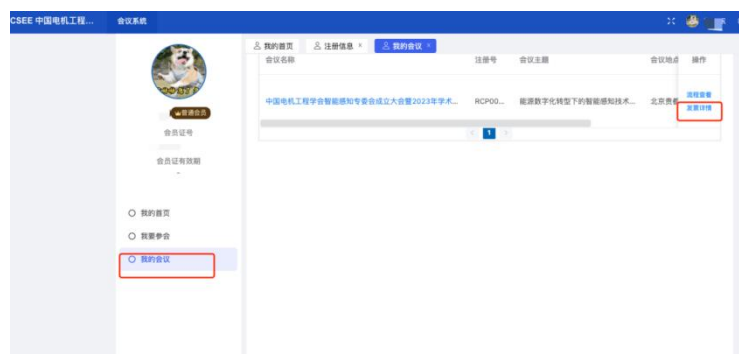 CSEE 中国电机工程... 会议系统
我的首页 注册信息 × 我的会议 ×
会议名称 注册号 会议主题 会议地点 操作
中国电机工程学会智能感知专委会成立大会暨2023年学术... RCP00... 能源数字化转型下的智能感知技术... 北京贵都 流程查看
发票详情
< 1 >
普通会员
会员证号
会员证有效期
-
我的首页
我要参会
我的会议